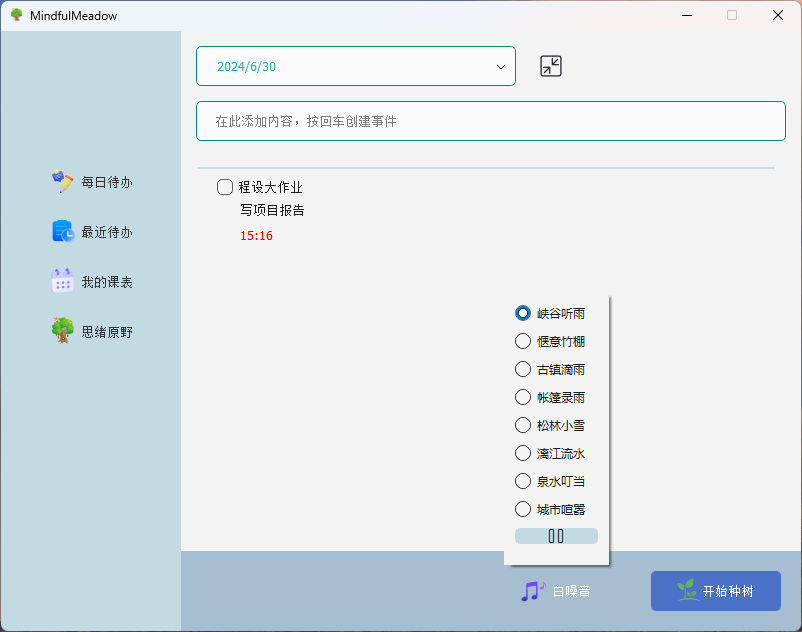 MindfulMeadow
2024/6/30
在此添加内容，按回车创建事件
程设大作业
写项目报告
15:16
每日待办
最近待办
我的课表
思绪原野
峡谷听雨
惬意竹棚
古镇滴雨
帐篷录雨
松林小雪
漓江流水
泉水叮当
城市喧嚣
白噪音
开始种树